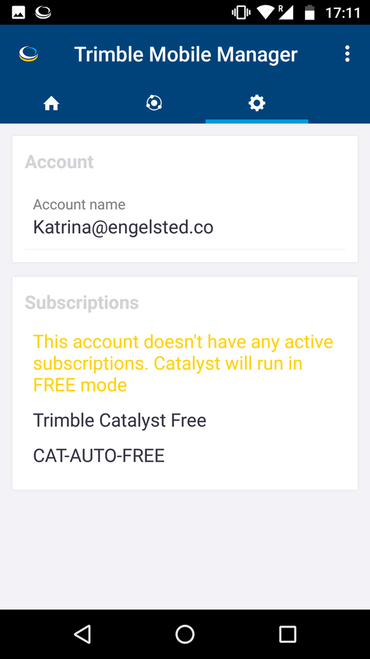 R
17:11
Trimble Mobile Manager
Account
Account name
Katrina@engelsted.co
Subscriptions
This account doesn't have any active
subscriptions. Catalyst will run in
FREE mode
Trimble Catalyst Free
CAT-AUTO-FREE